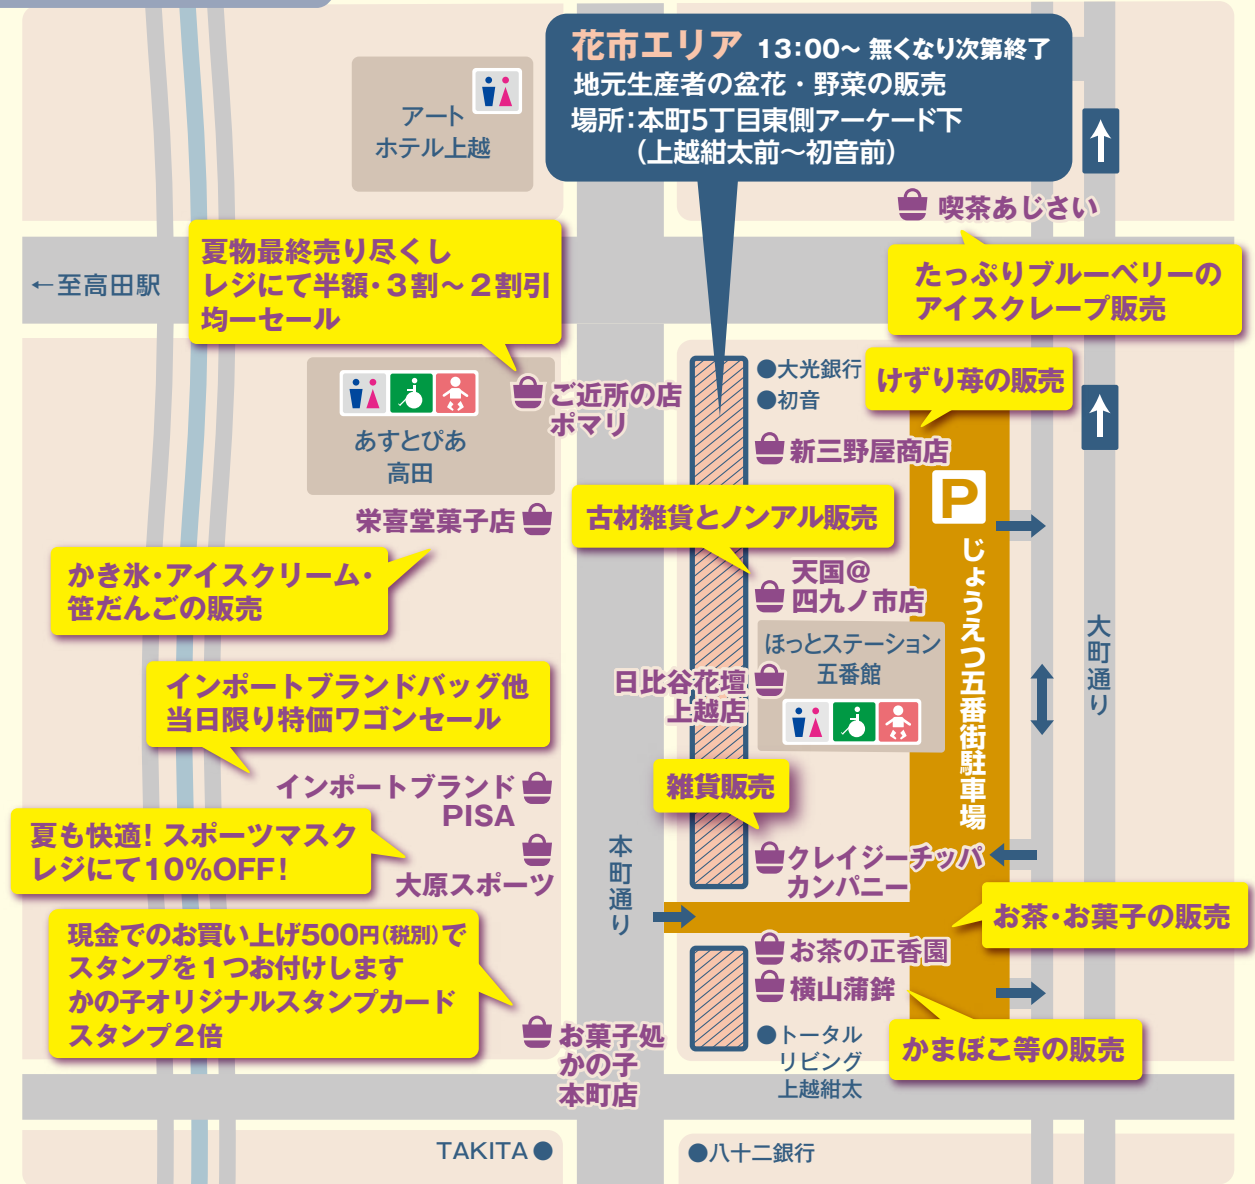 花市エリア 13:00～ 無くなり次第終了
地元生産者の盆花・野菜の販売
場所：本町5丁目東側アーケード下
（上越紺太前～初音前）
アート
ホテル上越
喫茶あじさい
たっぷりブルーベリーの
アイスクレープ販売
←至高田駅
夏物最終売り尽くし
レジにて半額・３割～２割引
均一セール
●大光銀行
●初音
けずり苺の販売
ご近所の店
ポマリ
あすとぴあ
高田
新三野屋商店
P
じょうえつ五番街駐車場
栄喜堂菓子店
古材雑貨とノンアル販売
かき氷・アイスクリーム・
笹だんごの販売
天国＠
四九ノ市店
ほっとステーション
五番館
大町通り
日比谷花壇
上越店
インポートブランドバッグ他
当日限り特価ワゴンセール
インポートブランド
PISA
雑貨販売
夏も快適！スポーツマスク
レジにて10％OFF！
大原スポーツ
本町通り
クレイジーチッパ
カンパニー
お茶・お菓子の販売
現金でのお買い上げ500円（税別）で
スタンプを１つお付けします
かの子オリジナルスタンプカード
スタンプ２倍
お茶の正香園
横山蒲鉾
お菓子処
かの子
本町店
●トータル
リビング
上越紺太
かまぼこ等の販売
TAKITA●
●八十二銀行